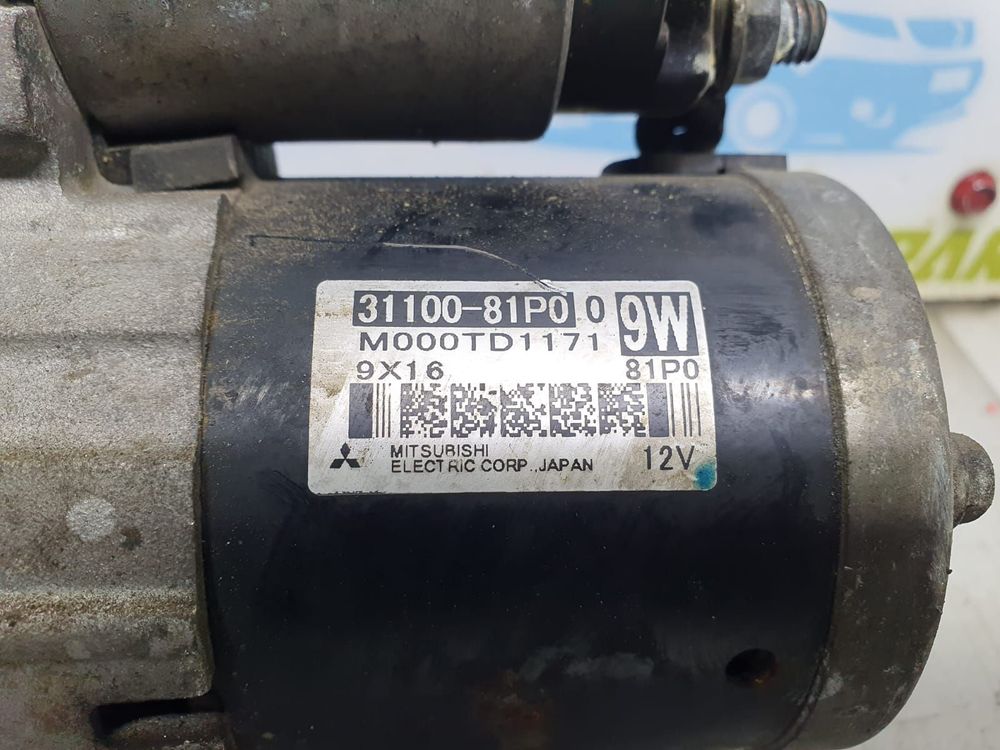 31100-81P0 0 9W
M000TD1171
9X16 81P0
MITSUBISHI
ELECTRIC CORP.,JAPAN 12V